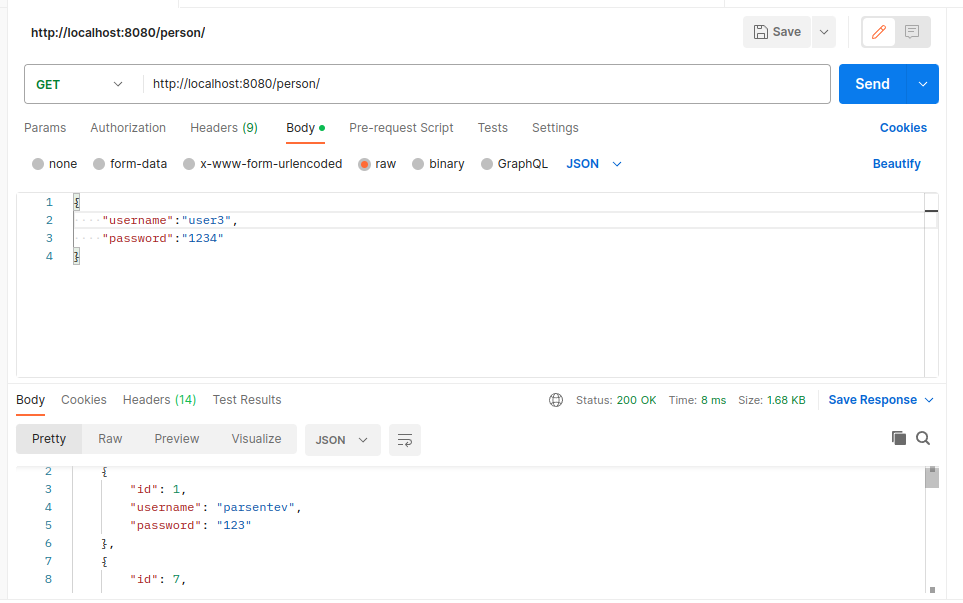 http://localhost:8080/person/ Save
GET http://localhost:8080/person/ Send
Params Authorization Headers (9) Body Pre-request Script Tests Settings Cookies
none form-data x-www-form-urlencoded raw binary GraphQL JSON Beautify
1 {
2 "username":"user3",
3 "password":"1234"
4 }
Body Cookies Headers (14) Test Results Status: 200 OK Time: 8 ms Size: 1.68 KB Save Response
Pretty Raw Preview Visualize JSON
2 {
3 "id": 1,
4 "username": "parsentev",
5 "password": "123"
6 },
7 {
8 "id": 7,